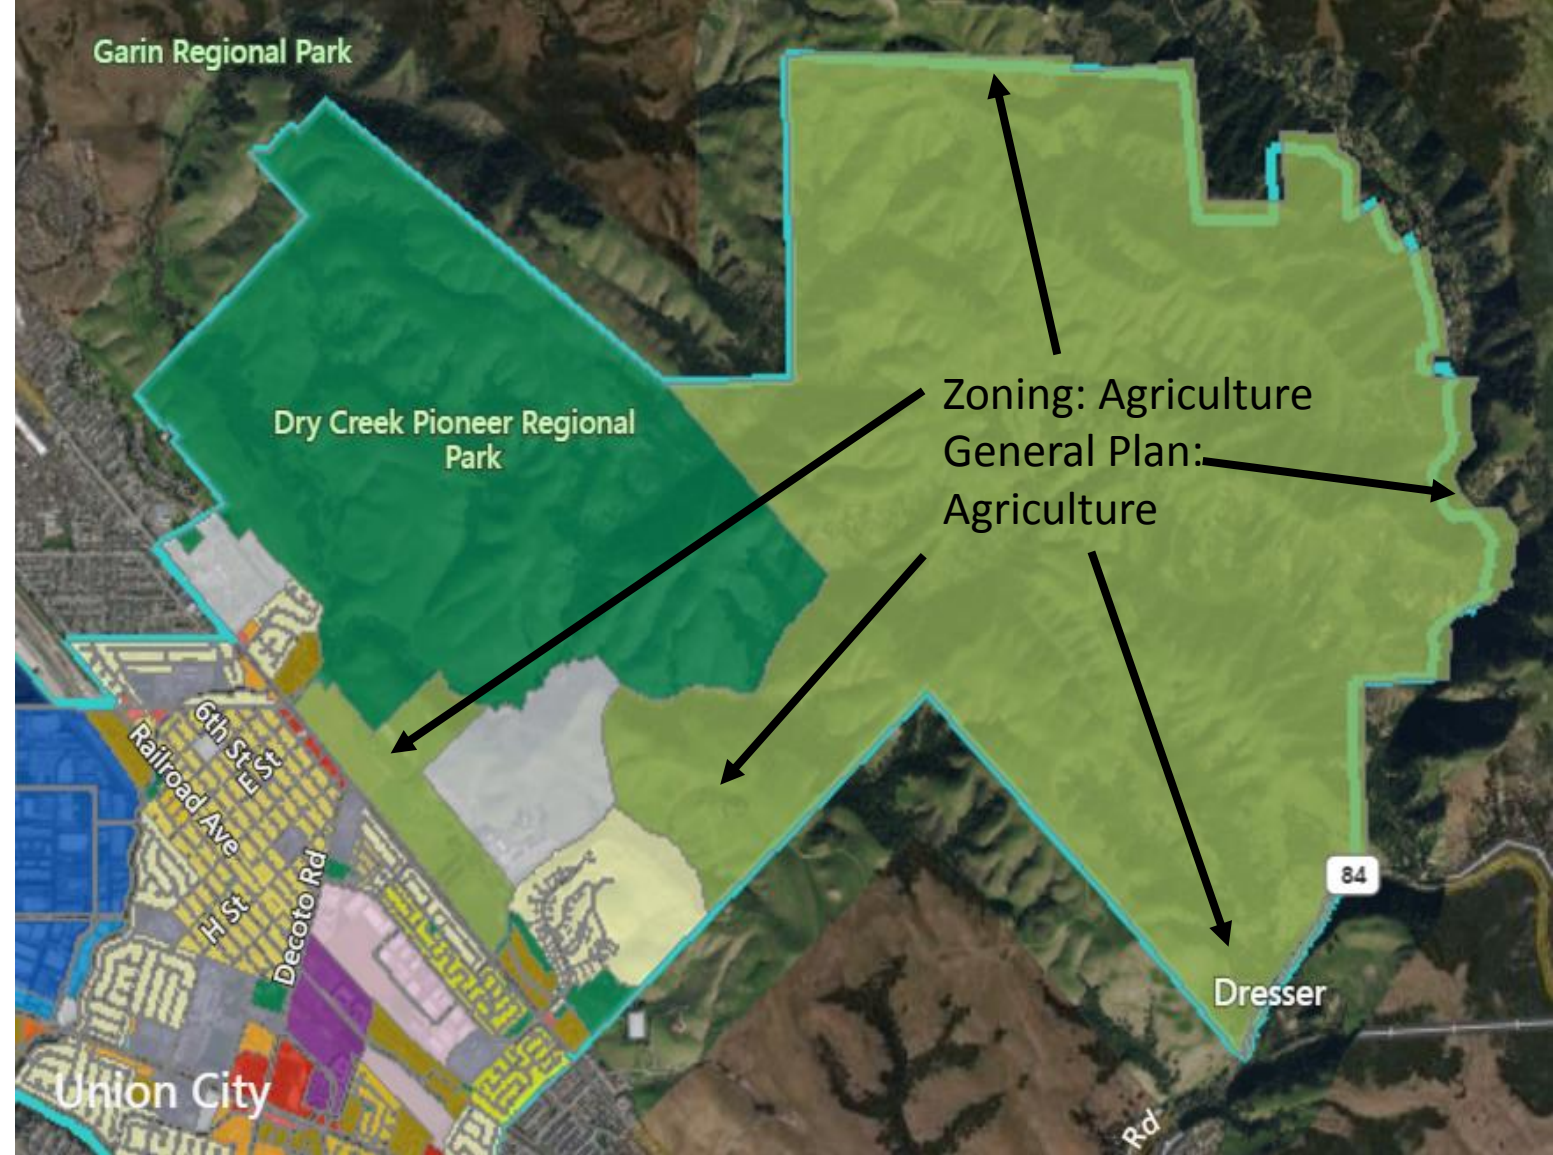 Garin Regional Park
Dry Creek Pioneer Regional
Park
Zoning: Agriculture
General Plan:
Agriculture
6th St
E St
Railroad Ave
H St
Decoto Rd
84
Dresser
Union City
Rd